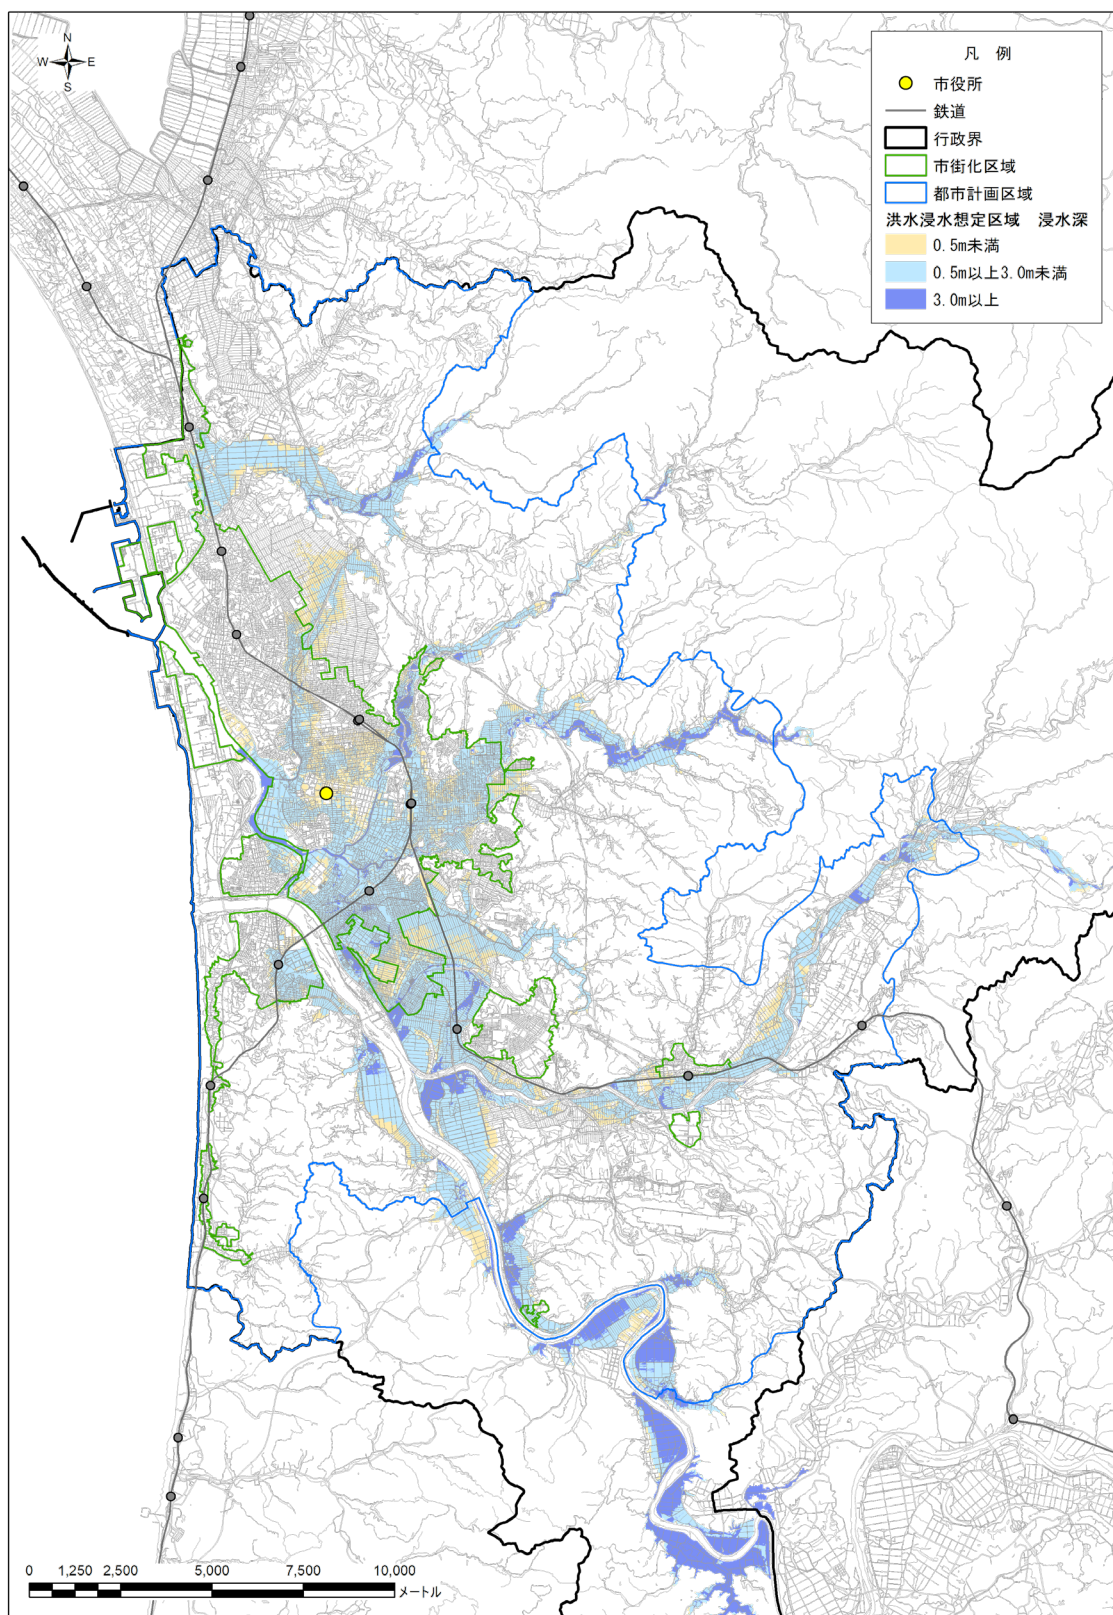 N
W E
S
凡 例
市役所
鉄道
行政界
市街化区域
都市計画区域
洪水浸水想定区域 浸水深
0.5m未満
0.5m以上3.0m未満
3.0m以上
0 1,250 2,500 5,000 7,500 10,000
メートル